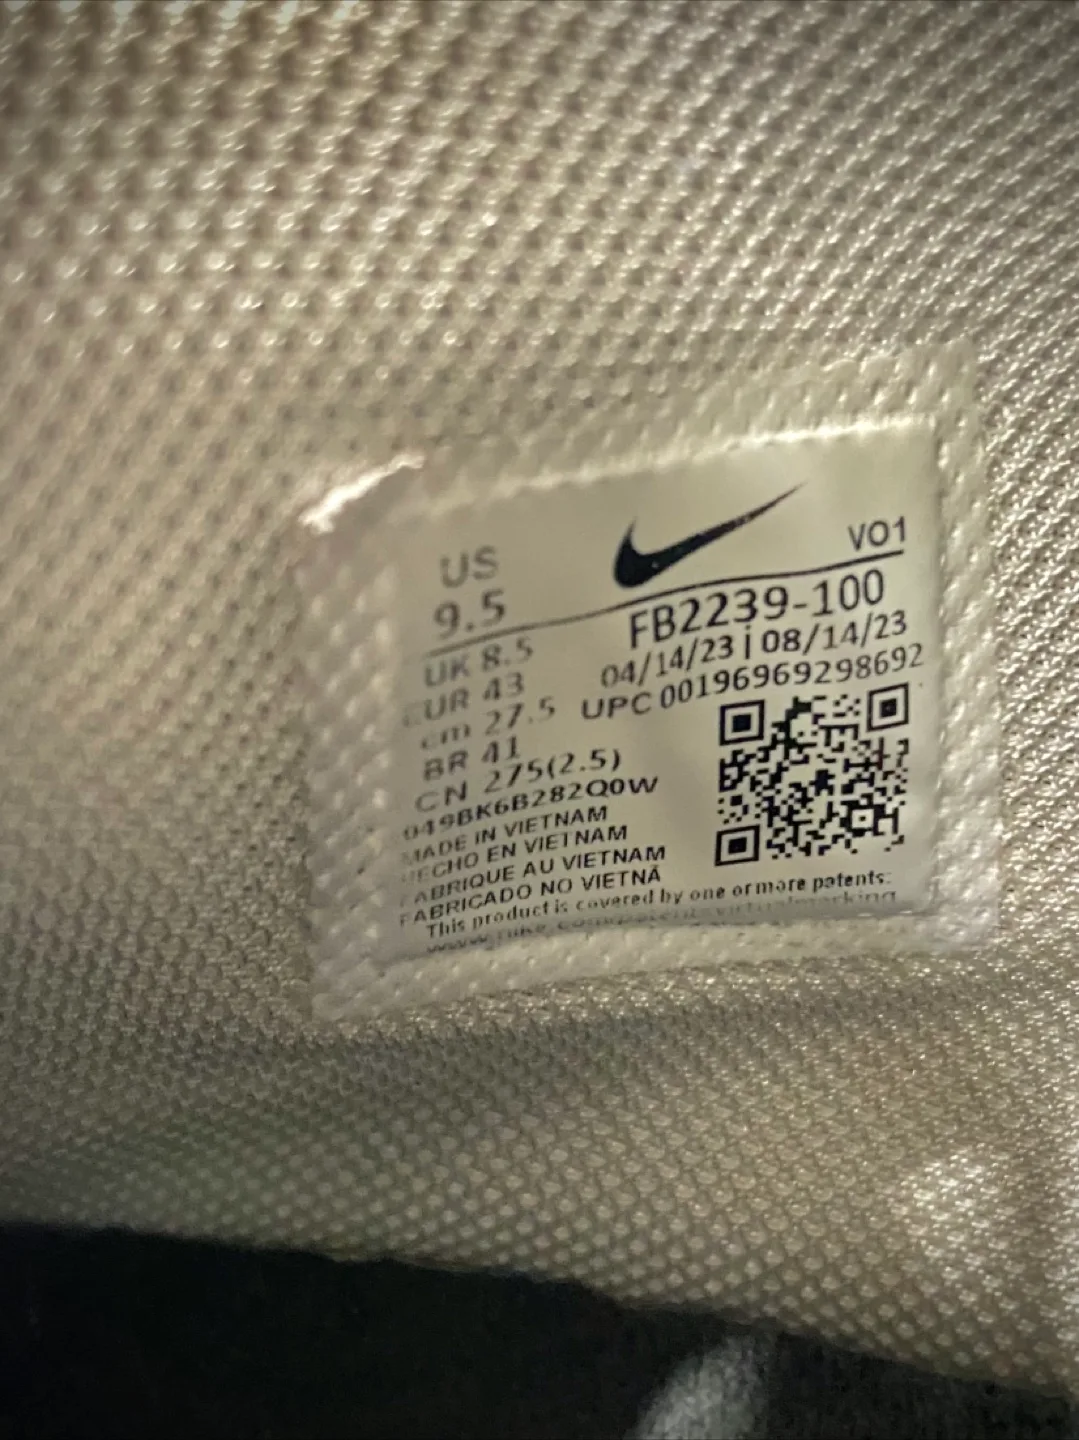 US
9.5
UK 8.5
EUR 43
cm 27.5
BR 41
CN 275(2.5)
049BK6B282Q0W
MADE IN VIETNAM
HECHO EN VIETNAM
FABRIQUE AU VIETNAM
FABRICADO NO VIETNÃ
VO1
FB2239-100
04/14/23 | 08/14/23
UPC 00196969298692
This product is covered by one or more patents: